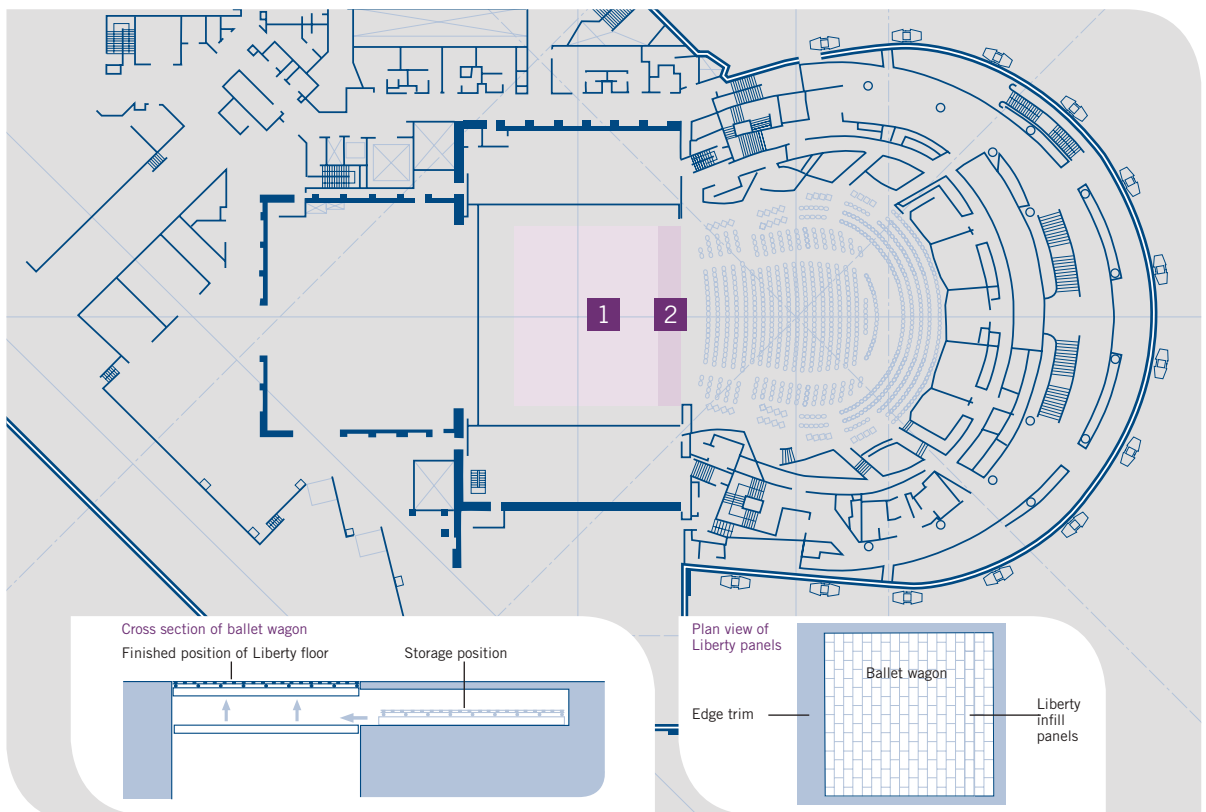 1
2
Cross section of ballet wagon
Finished position of Liberty floor
Storage position
Plan view of
Liberty panels
Ballet wagon
Edge trim
Liberty
infill
panels